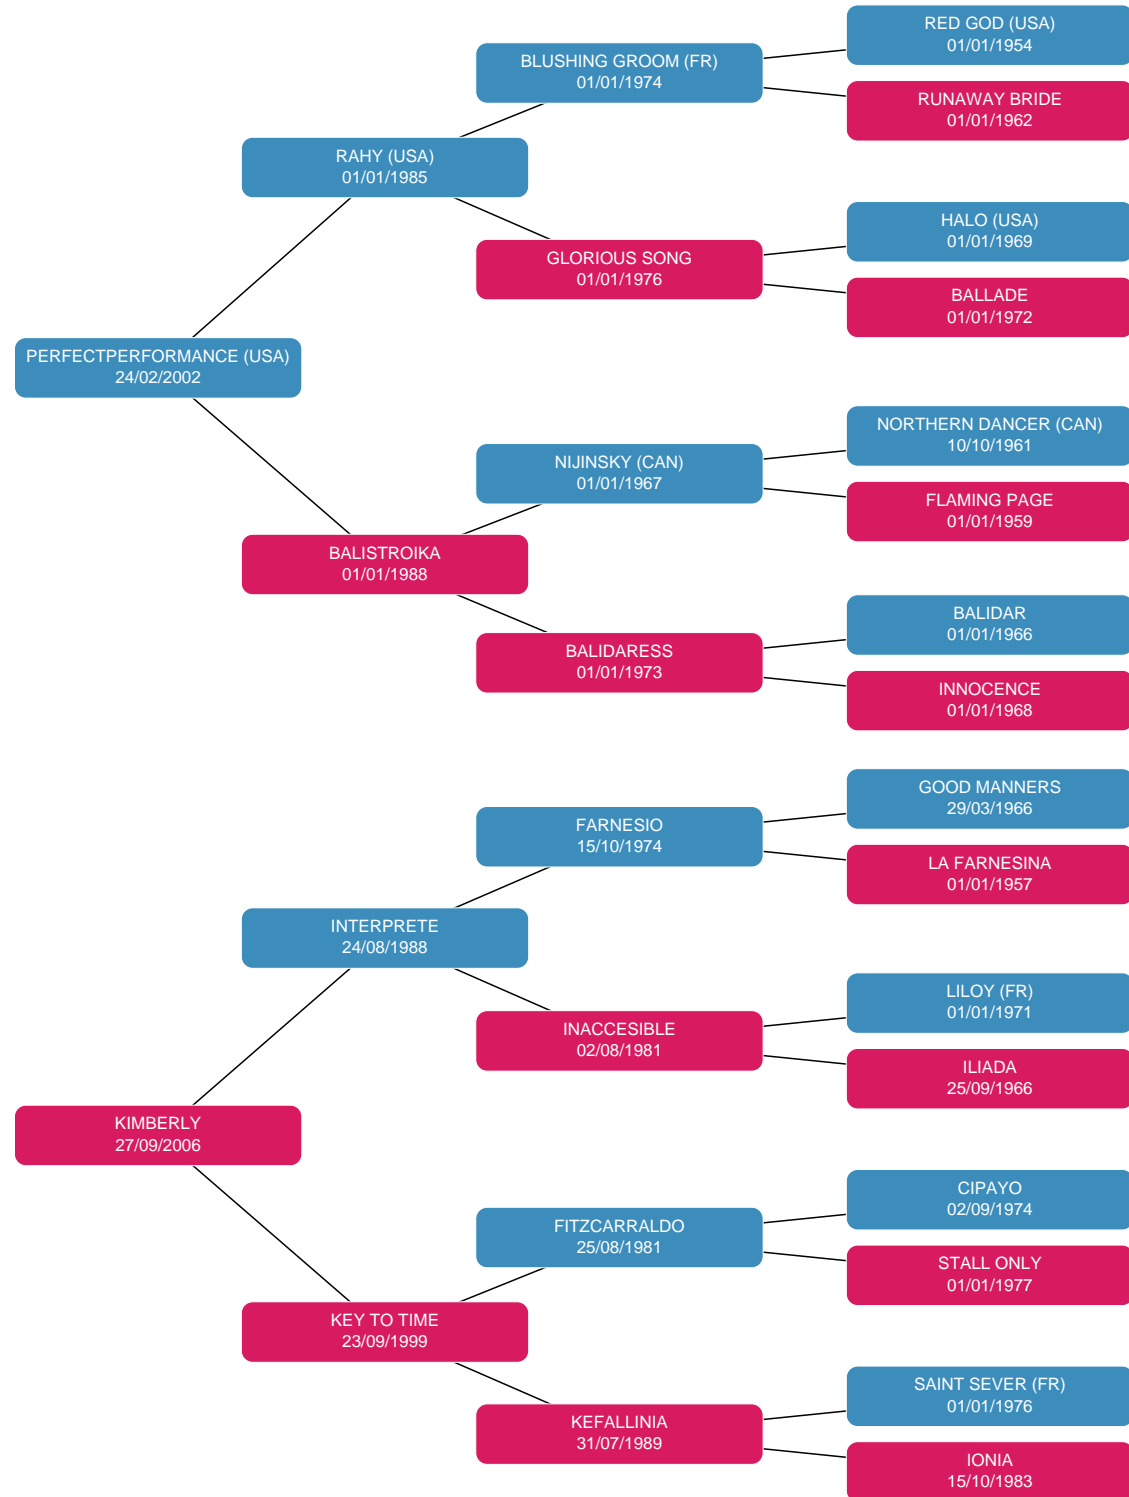 RED GOD (USA)
01/01/1954
BLUSHING GROOM (FR)
01/01/1974
RUNAWAY BRIDE
01/01/1962
RAHY (USA)
01/01/1985
HALO (USA)
01/01/1969
GLORIOUS SONG
01/01/1976
BALLADE
01/01/1972
PERFECTPERFORMANCE (USA)
24/02/2002
NORTHERN DANCER (CAN)
10/10/1961
NIJINSKY (CAN)
01/01/1967
FLAMING PAGE
01/01/1959
BALISTROIKA
01/01/1988
BALIDAR
01/01/1966
BALIDARESS
01/01/1973
INNOCENCE
01/01/1968
GOOD MANNERS
29/03/1966
FARNESIO
15/10/1974
LA FARNESINA
01/01/1957
INTERPRETE
24/08/1988
LILOY (FR)
01/01/1971
INACCESIBLE
02/08/1981
ILIADA
25/09/1966
KIMBERLY
27/09/2006
CIPAYO
02/09/1974
FITZCARRALDO
25/08/1981
STALL ONLY
01/01/1977
KEY TO TIME
23/09/1999
SAINT SEVER (FR)
01/01/1976
KEFALLINIA
31/07/1989
IONIA
15/10/1983